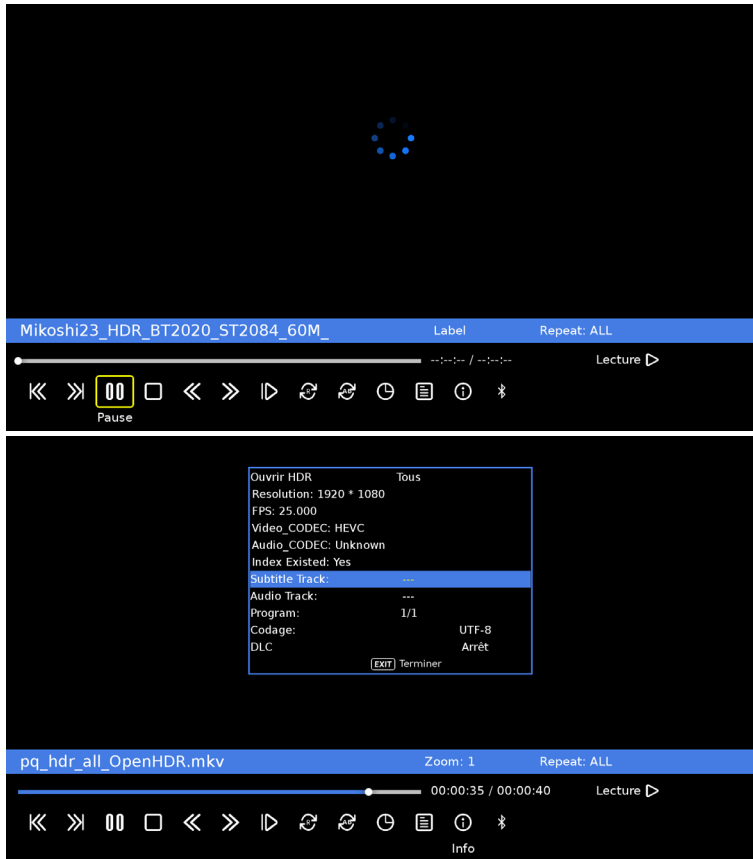 Mikoshi23_HDR_BT2020_ST2084_60M_ Label Repeat: ALL
--:--:-- / --:--:-- Lecture
Pause
Ouvrir HDR Tous
Resolution: 1920 * 1080
FPS: 25.000
Video_CODEC: HEVC
Audio_CODEC: Unknown
Index Existed: Yes
Subtitle Track: ---
Audio Track: ---
Program: 1/1
Codage: UTF-8
DLC Arrêt
EXIT Terminer
pq_hdr_all_OpenHDR.mkv Zoom: 1 Repeat: ALL
00:00:35 / 00:00:40 Lecture
Info